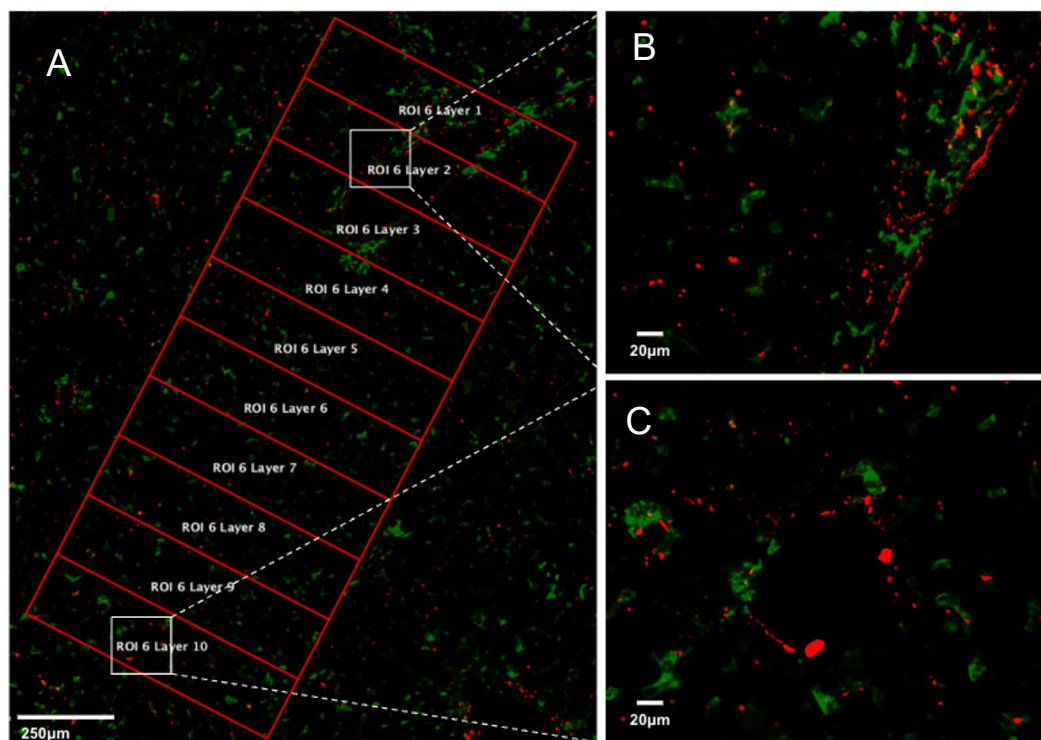 A
ROI 6 Layer 1
ROI 6 Layer 2
ROI 6 Layer 3
ROI 6 Layer 4
ROI 6 Layer 5
ROI 6 Layer 6
ROI 6 Layer 7
ROI 6 Layer 8
ROI 6 Layer 9
ROI 6 Layer 10
250µm
B
20µm
C
20µm